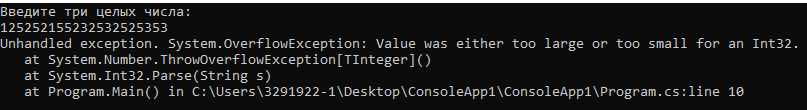 Введите три целых числа:
125252155232532525353
Unhandled exception. System.OverflowException: Value was either too large or too small for an Int32.
   at System.Number.ThrowOverflowException[TInteger]()
   at System.Int32.Parse(String s)
   at Program.Main() in C:\Users\3291922-1\Desktop\ConsoleApp1\ConsoleApp1\Program.cs:line 10